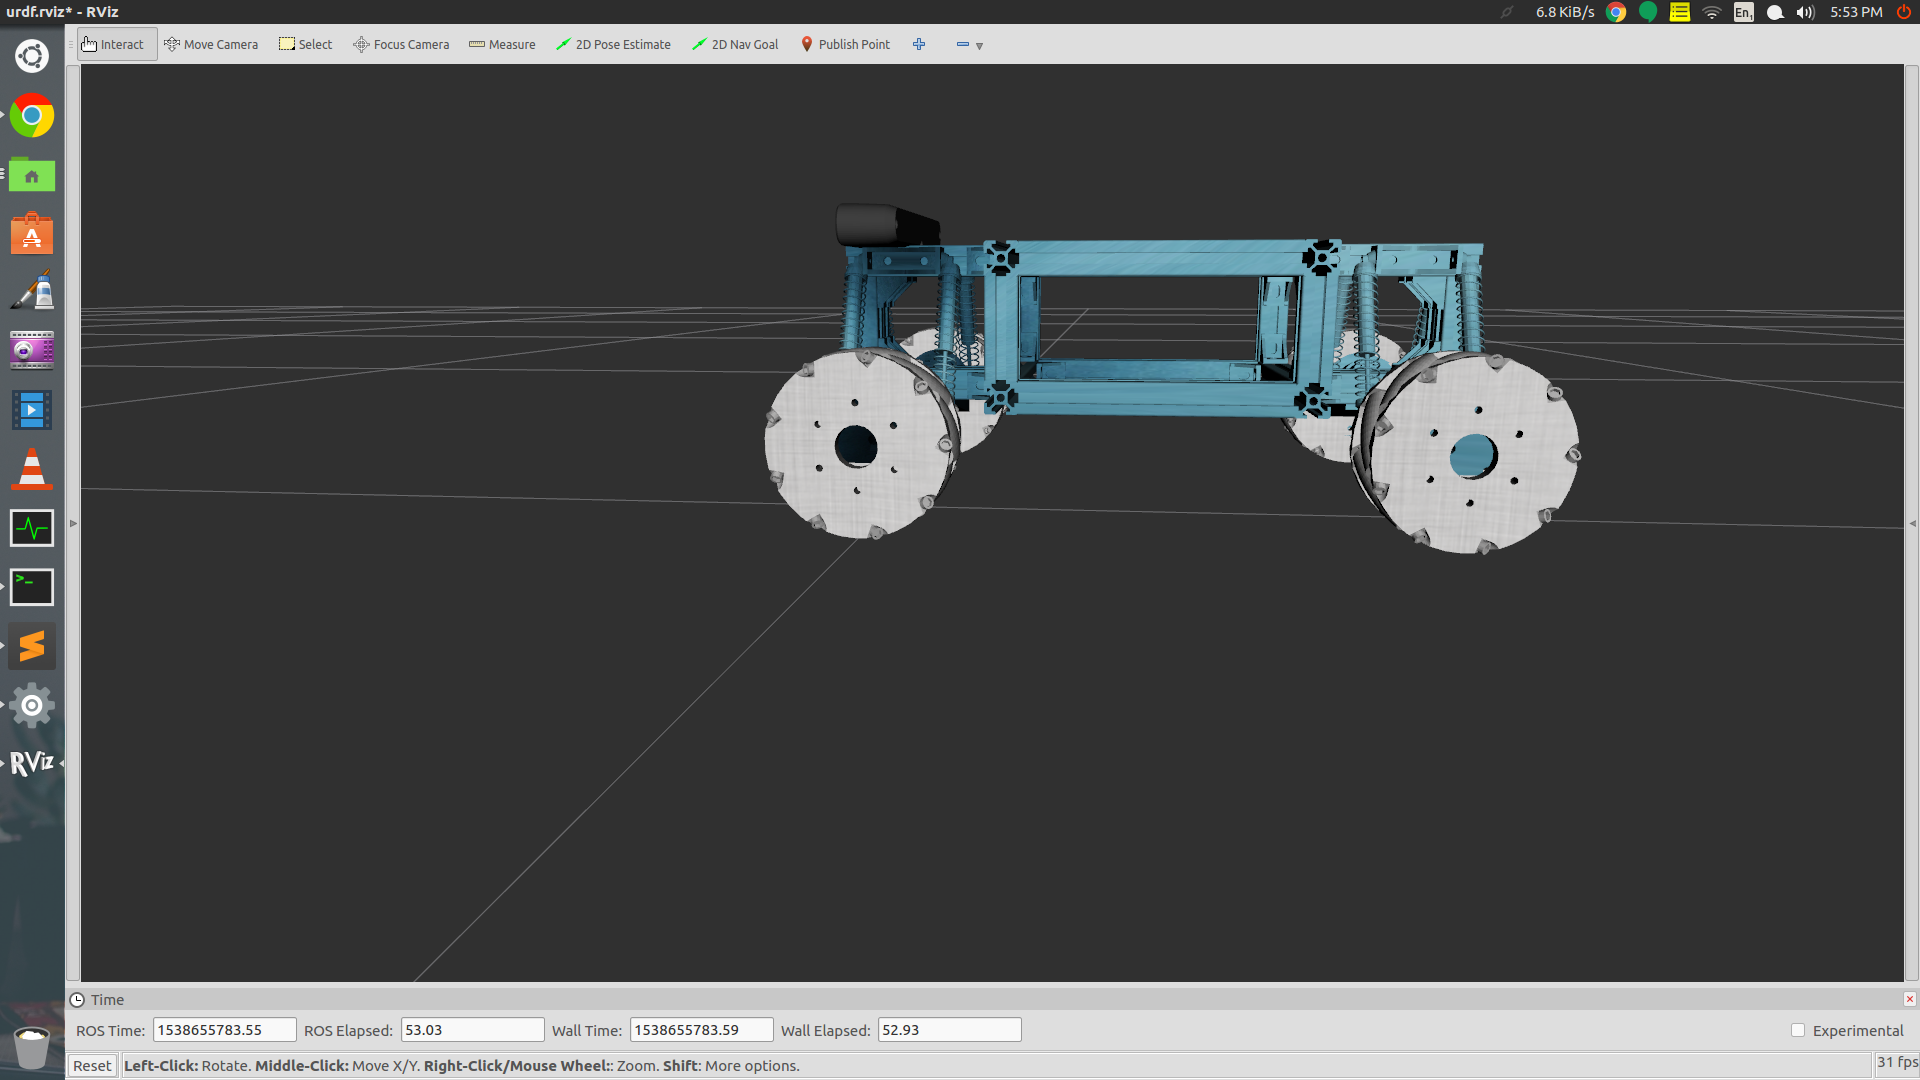 urdf.rviz* - RViz
6.8 KiB/s
En1
5:53 PM
Interact
Move Camera
Select
Focus Camera
Measure
2D Pose Estimate
2D Nav Goal
Publish Point
A
>_
RViz
Time
ROS Time: 1538655783.55
ROS Elapsed: 53.03
Wall Time: 1538655783.59
Wall Elapsed: 52.93
Experimental
Reset
Left-Click: Rotate. Middle-Click: Move X/Y. Right-Click/Mouse Wheel:: Zoom. Shift: More options.
31 fps